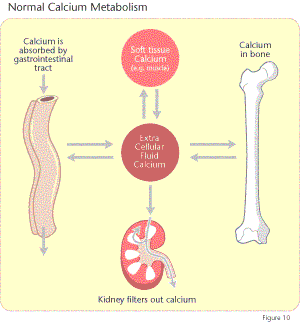 Normal Calcium Metabolism
Calcium is
absorbed by
gastrointestinal
tract
Soft tissue
Calcium
(e.g. muscle)
Calcium
in bone
Extra
Cellular
Fluid
Calcium
Kidney filters out calcium
Figure 10